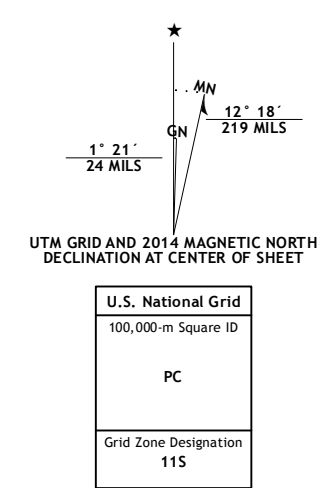 ★
MN
12° 18´
219 MILS
GN
1° 21´
24 MILS
UTM GRID AND 2014 MAGNETIC NORTH
DECLINATION AT CENTER OF SHEET
U.S. National Grid
100,000-m Square ID
PC
Grid Zone Designation
11S